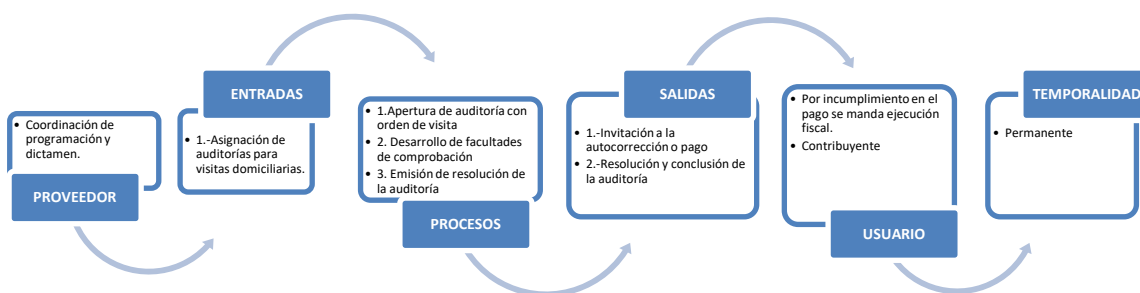 • Coordinación de
programación y
dictamen.
PROVEEDOR
ENTRADAS
• 1.-Asignación de
auditorías para
visitas domiciliarias.
• 1.Apertura de auditoría con
orden de visita
• 2. Desarrollo de facultades
de comprobación
• 3. Emisión de resolución de
la auditoría
PROCESOS
SALIDAS
• 1.-Invitación a la
autocorrección o pago
• 2.-Resolución y conclusión de
la auditoría
• Por incumplimiento en el
pago se manda ejecución
fiscal.
• Contribuyente
USUARIO
TEMPORALIDAD
• Permanente